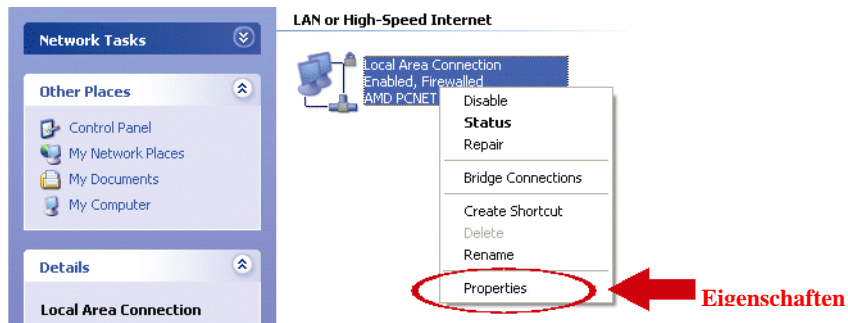 LAN or High-Speed Internet
Network Tasks
Other Places
Control Panel
My Network Places
My Documents
My Computer
Details
Local Area Connection
Local Area Connection
Enabled, Firewalled
AMD PCNET
Disable
Status
Repair
Bridge Connections
Create Shortcut
Delete
Rename
Properties
Eigenschaften